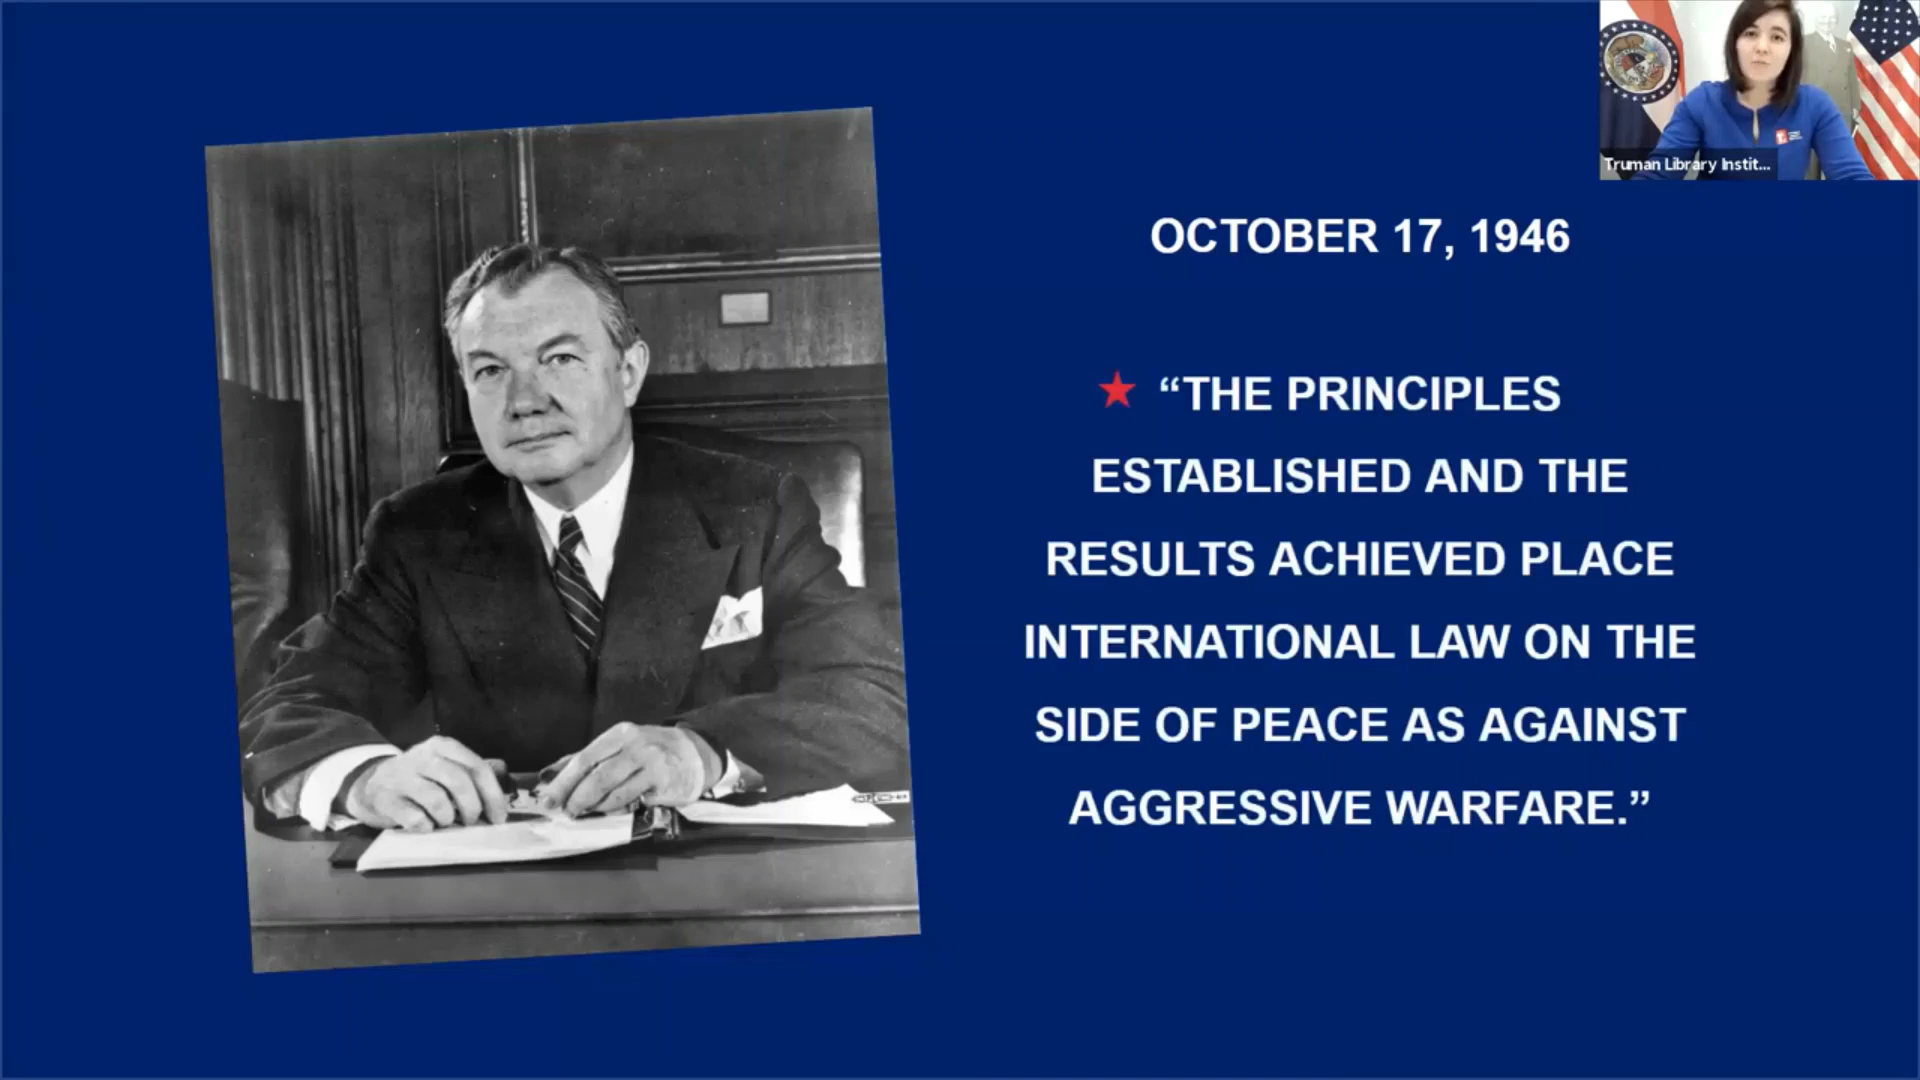 Truman Library Instit...
OCTOBER 17, 1946
“THE PRINCIPLES
ESTABLISHED AND THE
RESULTS ACHIEVED PLACE
INTERNATIONAL LAW ON THE
SIDE OF PEACE AS AGAINST
AGGRESSIVE WARFARE.”